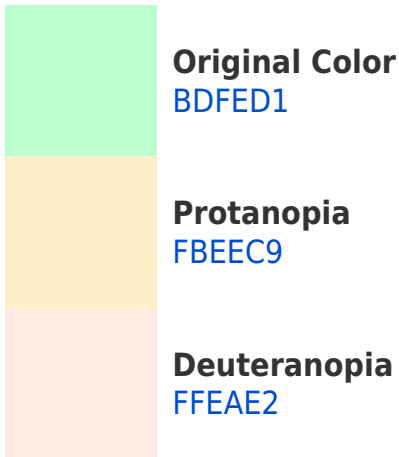 Original Color
BDFED1
Protanopia
FBEEC9
Deuteranopia
FFEAE2